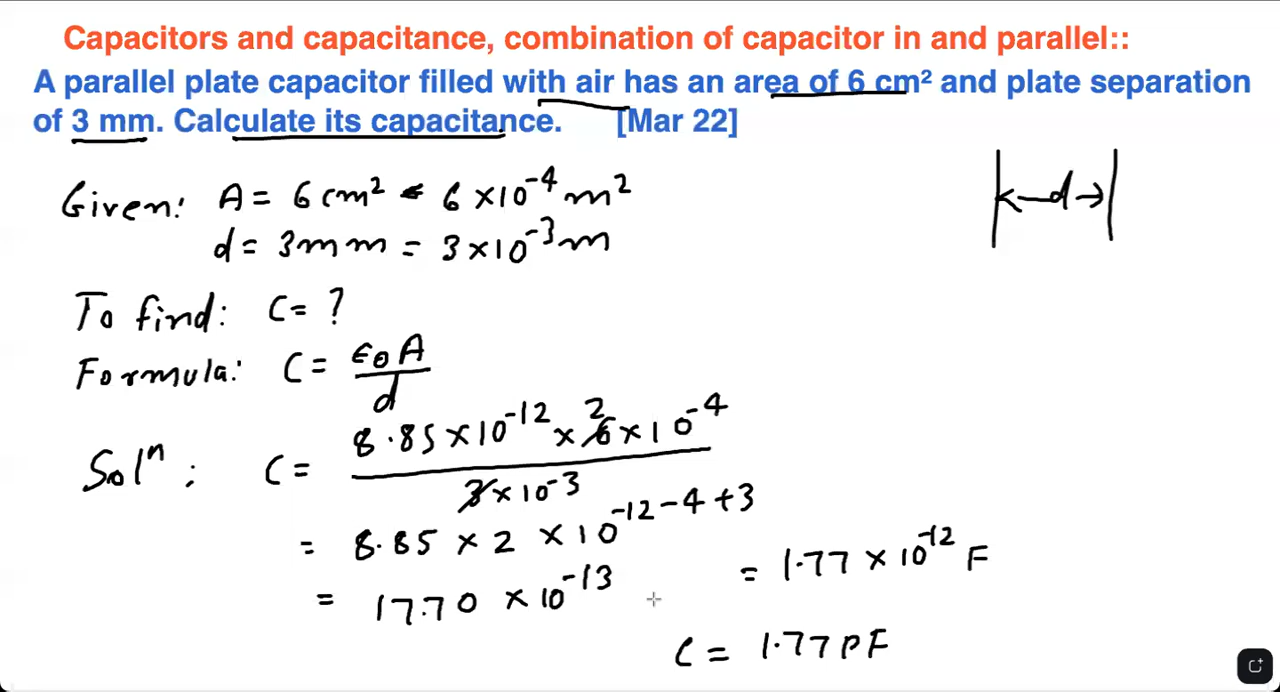 Capacitors and capacitance, combination of capacitor in and parallel::
A parallel plate capacitor filled with air has an area of 6 cm² and plate separation
of 3 mm. Calculate its capacitance. [Mar 22]
Given: A = 6 cm² = 6 × 10⁻⁴ m²
d = 3 mm = 3 × 10⁻³ m
d
To find: C = ?
Formula: C = ε₀A / d
Solⁿ: C = 8.85 × 10⁻¹² × 6 2 × 10⁻⁴ / 3 × 10⁻³
= 8.85 × 2 × 10⁻¹²⁻⁴⁺³
= 17.70 × 10⁻¹³
= 1.77 × 10⁻¹² F
C = 1.77 PF